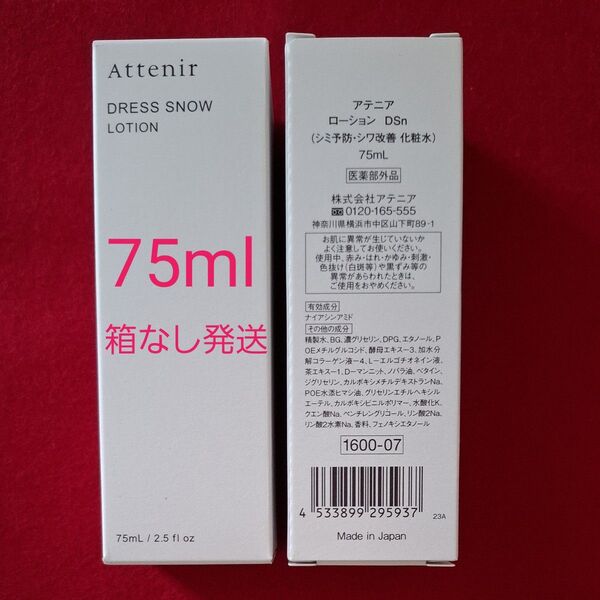 Attenir
DRESS SNOW
LOTION
75ml
箱なし発送
75mL / 2.5 fl oz
アテニア
ローション DSn
(シミ予防・シワ改善 化粧水)
75mL
医薬部外品
株式会社アテニア
☎0120-165-555
神奈川県横浜市中区山下町89-1
お肌に異常が生じていないか
よく注意してお使いください。
使用中、赤み・はれ・かゆみ・刺激・
色抜け(白斑等)や黒ずみ等の
異常があらわれたときは、
ご使用をおやめください。
有効成分
ナイアシンアミド
その他の成分
精製水、BG、濃グリセリン、DPG、エタノール、P
OEメチルグルコシド、酵母エキス-3、加水分
解コラーゲン液-4、L-エルゴチオネイン液、
茶エキス-1、D-マーンニット、ノバラ油、ベタイン、
ジグリセリン、カルボキシメチルデキストランNa、
POE水添ヒマシ油、グリセリンエチルヘキシル
エーテル、カルボキシビニルポリマー、水酸化K、
クエン酸Na、ペンチレングリコール、リン酸2Na、
リン酸2水素Na、香料、フェノキシエタノール
1600-07
4 533899 295937
23A
Made in Japan